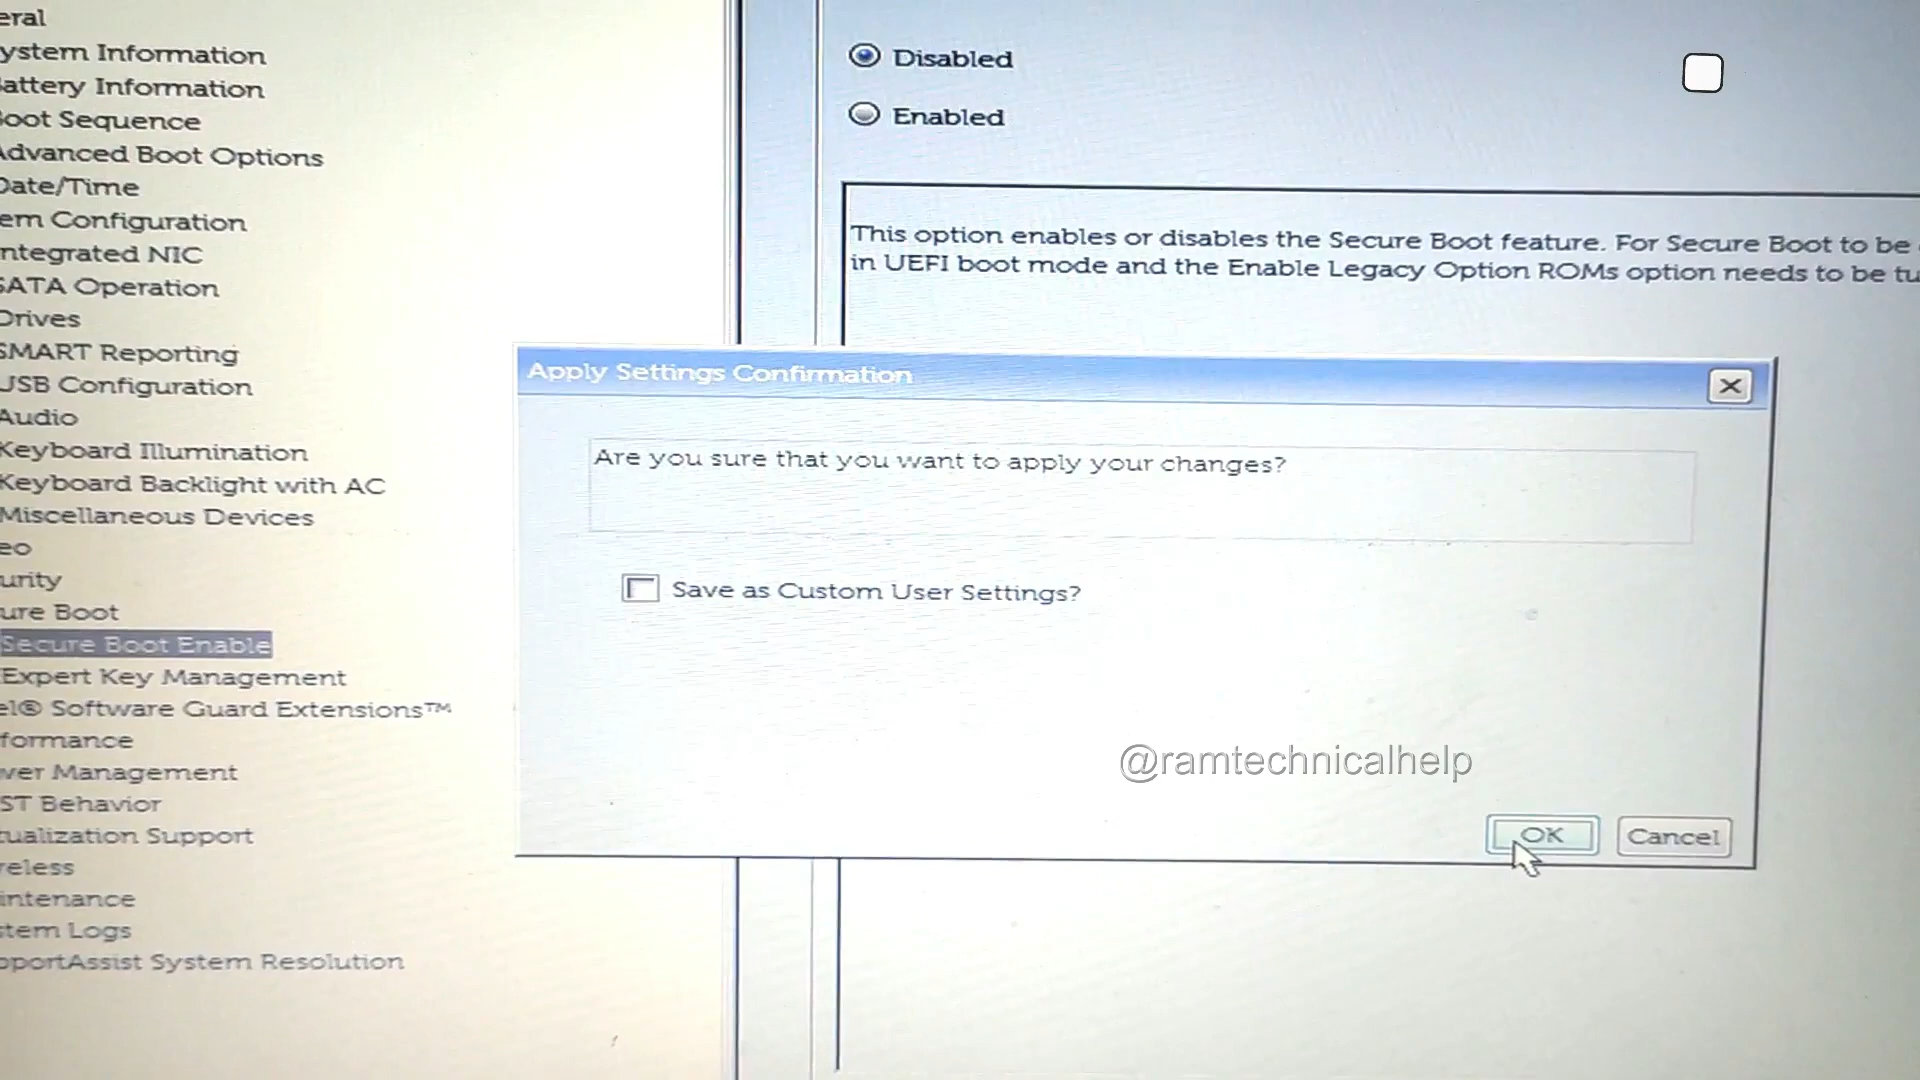 eral
ystem Information
attery Information
oot Sequence
Advanced Boot Options
Date/Time
em Configuration
ntegrated NIC
SATA Operation
Drives
SMART Reporting
USB Configuration
Audio
Keyboard Illumination
Keyboard Backlight with AC
Miscellaneous Devices
eo
urity
ure Boot
Secure Boot Enable
Expert Key Management
el® Software Guard Extensions™
formance
wer Management
ST Behavior
tualization Support
reless
intenance
stem Logs
pportAssist System Resolution
Disabled
Enabled
This option enables or disables the Secure Boot feature. For Secure Boot to be
in UEFI boot mode and the Enable Legacy Option ROMs option needs to be tu
Apply Settings Confirmation
Are you sure that you want to apply your changes?
Save as Custom User Settings?
@ramtechnicalhelp
OK
Cancel